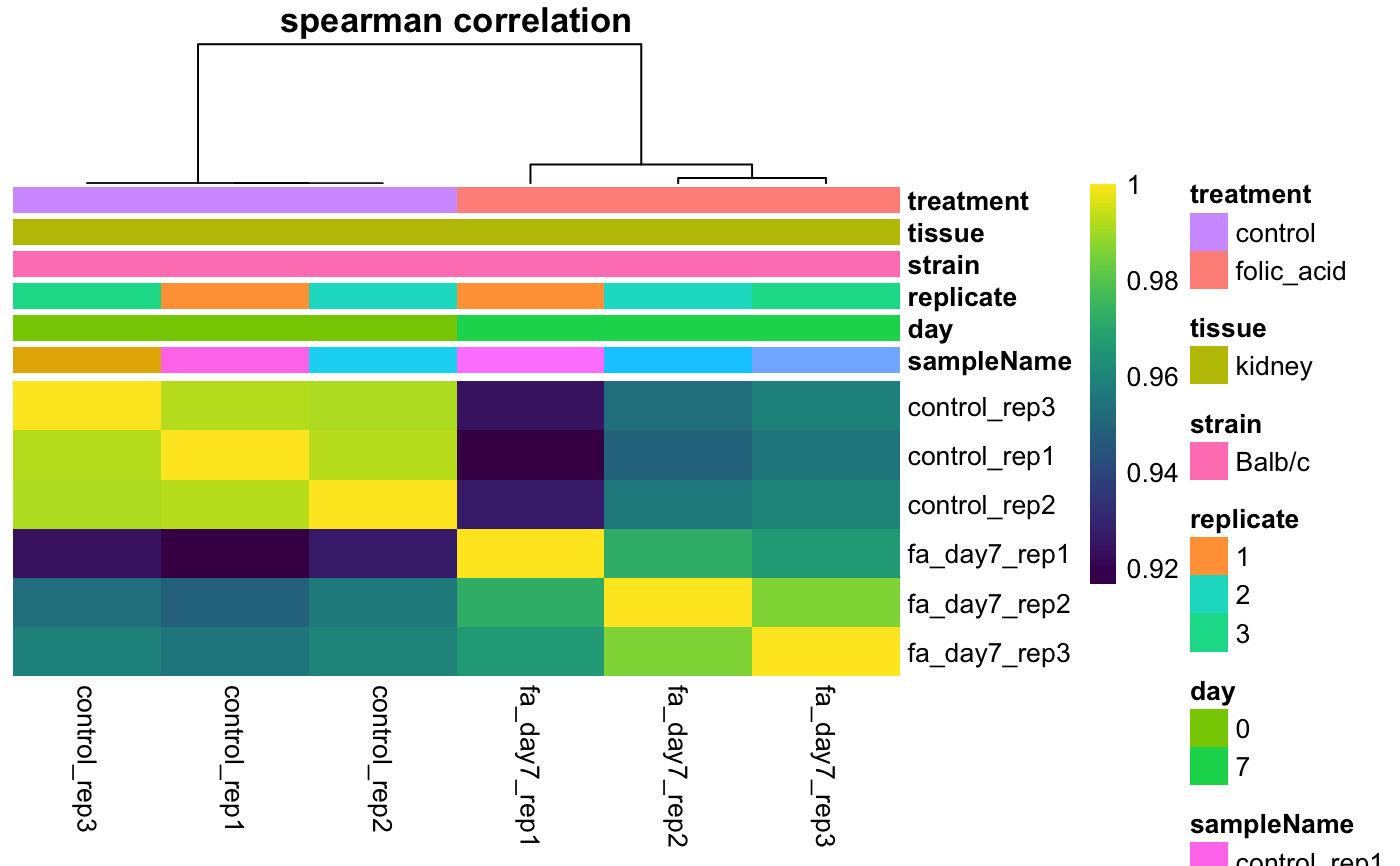 spearman correlation
treatment
tissue
strain
replicate
day
sampleName
control_rep3
control_rep1
control_rep2
fa_day7_rep1
fa_day7_rep2
fa_day7_rep3
control_rep3
control_rep1
control_rep2
fa_day7_rep1
fa_day7_rep2
fa_day7_rep3
1
0.98
0.96
0.94
0.92
treatment
control
folic_acid
tissue
kidney
strain
Balb/c
replicate
1
2
3
day
0
7
sampleName
control_rep1